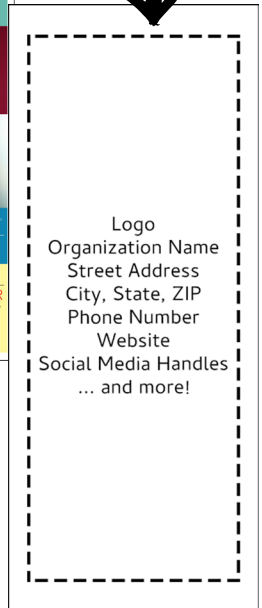 Logo
Organization Name
Street Address
City, State, ZIP
Phone Number
Website
Social Media Handles
... and more!